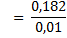 = 0,182 / 0,01